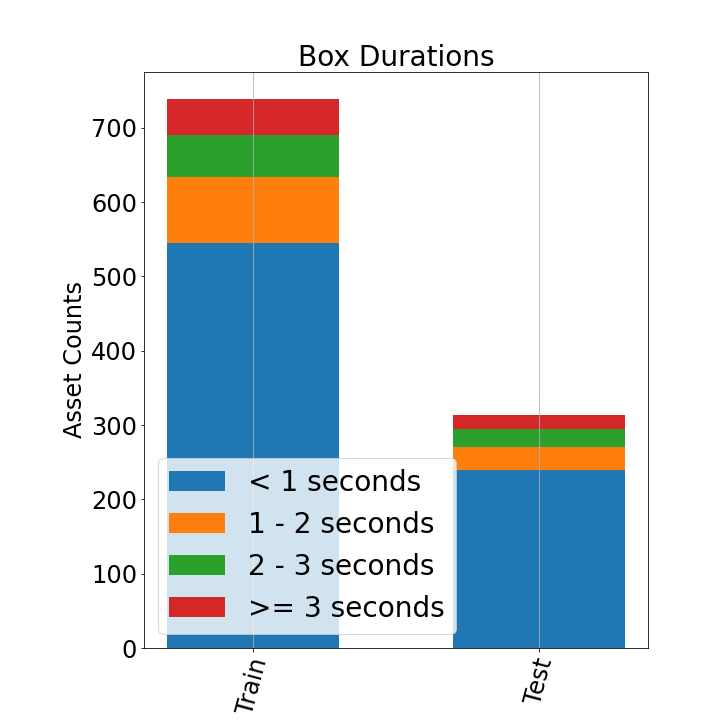 Box Durations
Asset Counts
700
600
500
400
300
200
100
0
< 1 seconds
1 - 2 seconds
2 - 3 seconds
>= 3 seconds
Train
Test